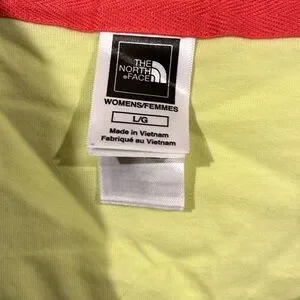 THE
NORTH
FACE
WOMENS/FEMMES
L/G
Made in Vietnam
Fabriqué au Vietnam